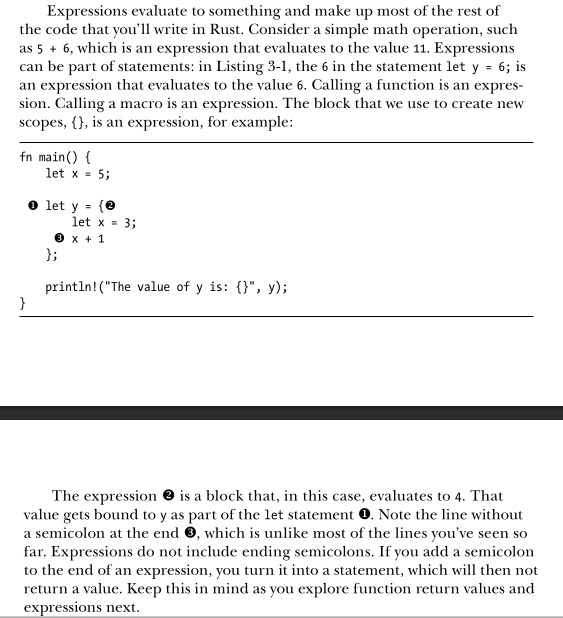 Expressions evaluate to something and make up most of the rest of
the code that you’ll write in Rust. Consider a simple math operation, such
as 5 + 6, which is an expression that evaluates to the value 11. Expressions
can be part of statements: in Listing 3-1, the 6 in the statement let y = 6; is
an expression that evaluates to the value 6. Calling a function is an expres-
sion. Calling a macro is an expression. The block that we use to create new
scopes, {}, is an expression, for example:
fn main() {
    let x = 5;
❶ let y = {❷
        let x = 3;
    ❸ x + 1
    };
    println!("The value of y is: {}", y);
}
The expression ❷ is a block that, in this case, evaluates to 4. That
value gets bound to y as part of the let statement ❶. Note the line without
a semicolon at the end ❸, which is unlike most of the lines you’ve seen so
far. Expressions do not include ending semicolons. If you add a semicolon
to the end of an expression, you turn it into a statement, which will then not
return a value. Keep this in mind as you explore function return values and
expressions next.